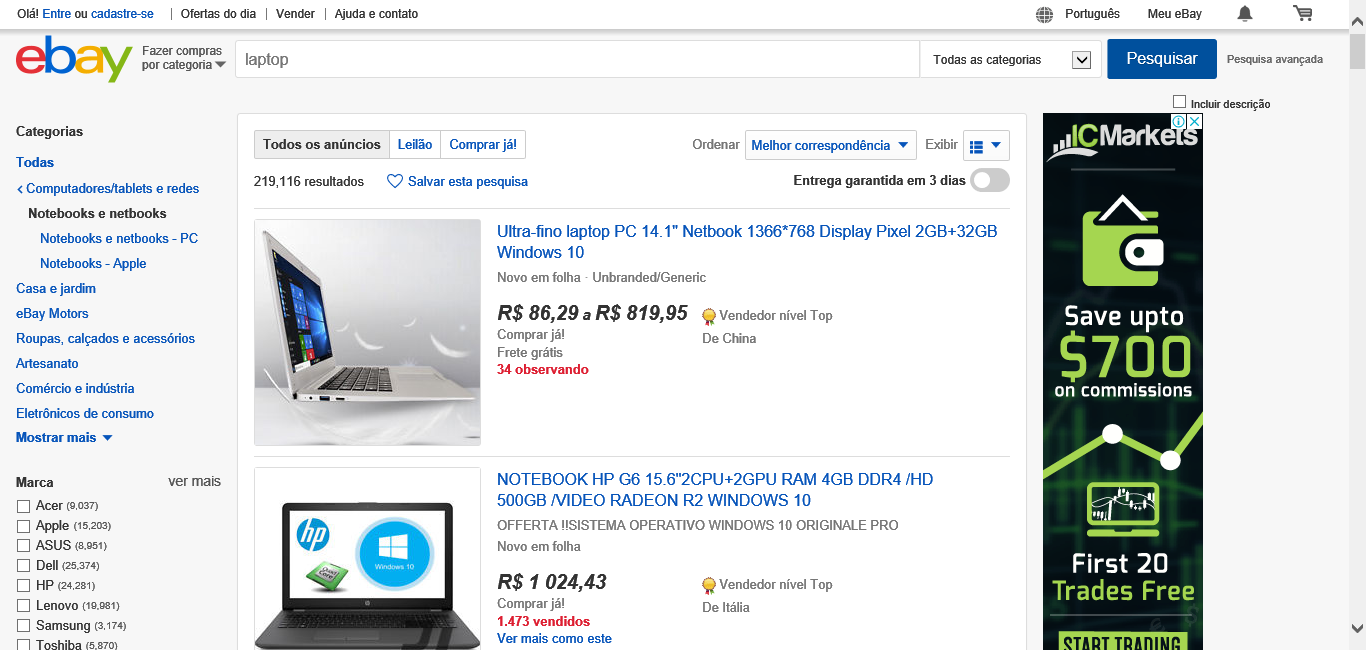 Olá! Entre ou cadastre-se | Ofertas do dia | Vender | Ajuda e contato
Português Meu eBay
ebay
Fazer compras
por categoria
laptop
Todas as categorias
Pesquisar
Pesquisa avançada
Incluir descrição
Categorias
Todas
Computadores/tablets e redes
Notebooks e netbooks
Notebooks e netbooks - PC
Notebooks - Apple
Casa e jardim
eBay Motors
Roupas, calçados e acessórios
Artesanato
Comércio e indústria
Eletrônicos de consumo
Mostrar mais
Marca ver mais
Acer (9,037)
Apple (15,203)
ASUS (8,951)
Dell (25,374)
HP (24,281)
Lenovo (19,981)
Samsung (3,174)
Toshiba (5,870)
Todos os anúncios Leilão Comprar já!
Ordenar Melhor correspondência Exibir
219,116 resultados Salvar esta pesquisa
Entrega garantida em 3 dias
Ultra-fino laptop PC 14.1" Netbook 1366*768 Display Pixel 2GB+32GB
Windows 10
Novo em folha · Unbranded/Generic
R$ 86,29 a R$ 819,95
Vendedor nível Top
Comprar já!
De China
Frete grátis
34 observando
hp
Windows 10
NOTEBOOK HP G6 15.6"2CPU+2GPU RAM 4GB DDR4 /HD
500GB /VIDEO RADEON R2 WINDOWS 10
OFFERTA !!SISTEMA OPERATIVO WINDOWS 10 ORIGINALE PRO
Novo em folha
R$ 1 024,43
Vendedor nível Top
Comprar já!
De Itália
1.473 vendidos
Ver mais como este
ICMarkets
Save upto
$700
on commissions
First 20
Trades Free
START TRADING